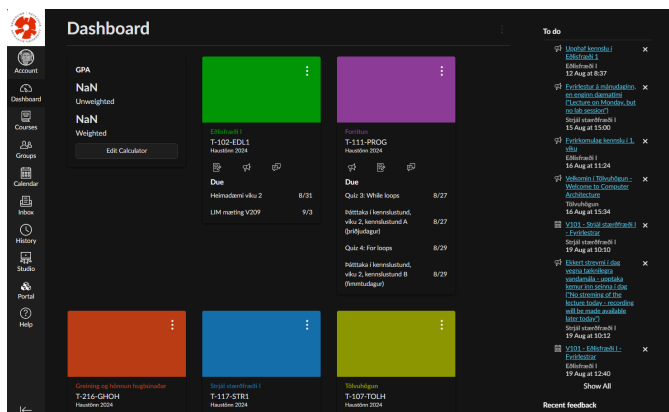 Dashboard
Account
Dashboard
Courses
Groups
Calendar
Inbox
History
Studio
Portal
Help
GPA
NaN
Unweighted
NaN
Weighted
Edit Calculator
Eðlisfræði I
T-102-EDL1
Haustönn 2024
Due
Heimadæmi viku 2 8/31
LIM mæting V209 9/3
Forritun
T-111-PROG
Haustönn 2024
Due
Quiz 3: While loops 8/27
Þátttaka í kennslustund,
viku 2, kennslustund A 8/27
(þriðjudagur)
Quiz 4: For loops 8/29
Þátttaka í kennslustund,
viku 2, kennslustund B 8/29
(fimmtudagur)
Greining og hönnun hugbúnaðar
T-216-GHOH
Haustönn 2024
Strjál stærðfræði I
T-117-STR1
Haustönn 2024
Tölvuhögun
T-107-TOLH
Haustönn 2024
To do
Upphaf kennslu í
Eðlisfræði 1
Eðlisfræði I
12 Aug at 8:37
Fyrirlestur á mánudaginn,
en enginn dæmatími
("Lecture on Monday, but
no lab session")
Strjál stærðfræði I
15 Aug at 15:00
Fyrirkomulag kennslu í 1.
viku
Eðlisfræði I
16 Aug at 11:24
Velkomin í Tölvuhögun -
Welcome to Computer
Architecture
Tölvuhögun
16 Aug at 15:34
V101 - Strjál stærðfræði I
- Fyrirlestrar
Strjál stærðfræði I
19 Aug at 10:10
Ekkert streymi í dag
vegna tæknilegra
vandamála - upptaka
kemur inn seinna í dag
("No streming of the
lecture today - recording
will be made available
later today")
Strjál stærðfræði I
19 Aug at 10:12
V101 - Eðlisfræði I -
Fyrirlestrar
Eðlisfræði I
19 Aug at 12:40
Show All
Recent feedback